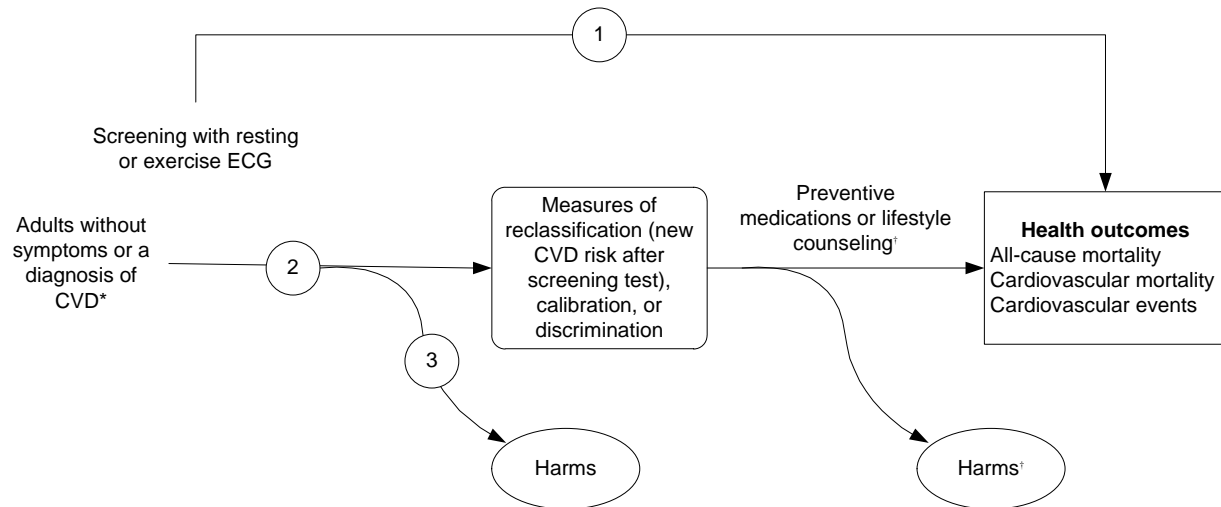 1
Screening with resting
or exercise ECG
Adults without
symptoms or a
diagnosis of
CVD*
2
3
Measures of
reclassification (new
CVD risk after
screening test),
calibration, or
discrimination
Preventive
medications or lifestyle
counseling†
Health outcomes
All-cause mortality
Cardiovascular mortality
Cardiovascular events
Harms
Harms†